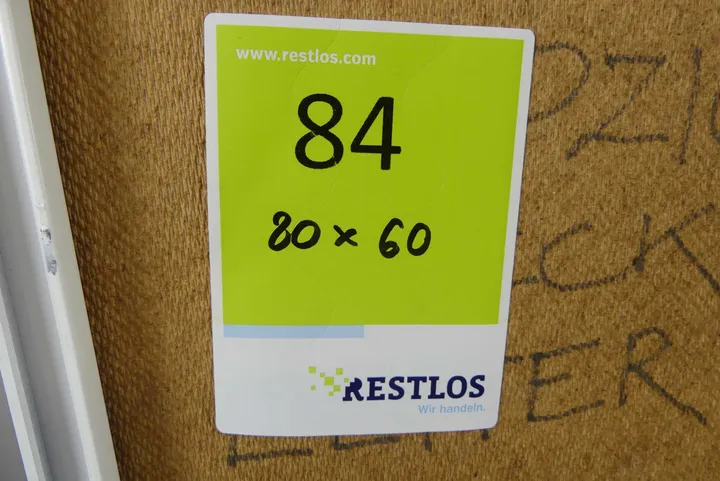 www.restlos.com
84
80 x 60
RESTLOS
Wir handeln.